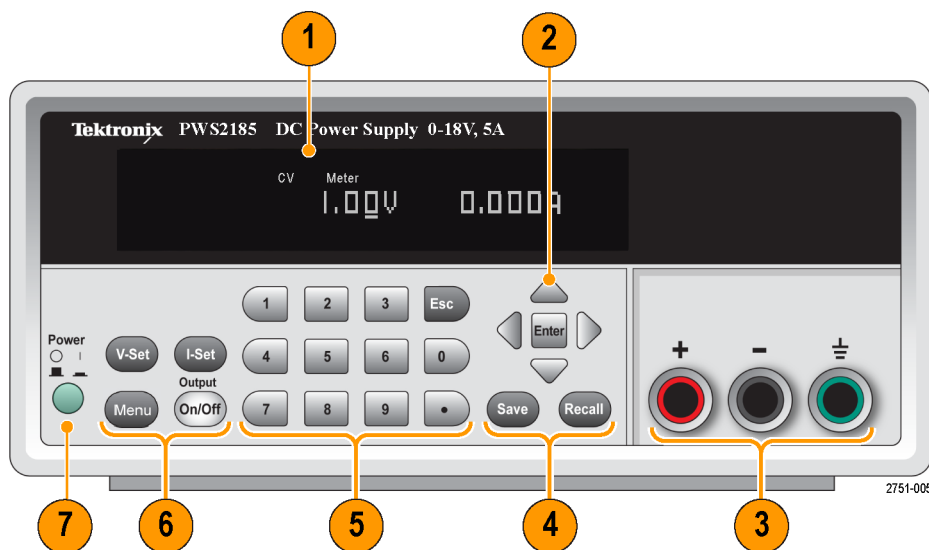 1
2
Tektronix PWS2185 DC Power Supply 0-18V, 5A
CV Meter
1.00V 0.000A
1 2 3 Esc
Power
V-Set I-Set 4 5 6 0 Enter
Output
Menu On/Off 7 8 9 • Save Recall
+ -
2751-005
7 6 5 4 3